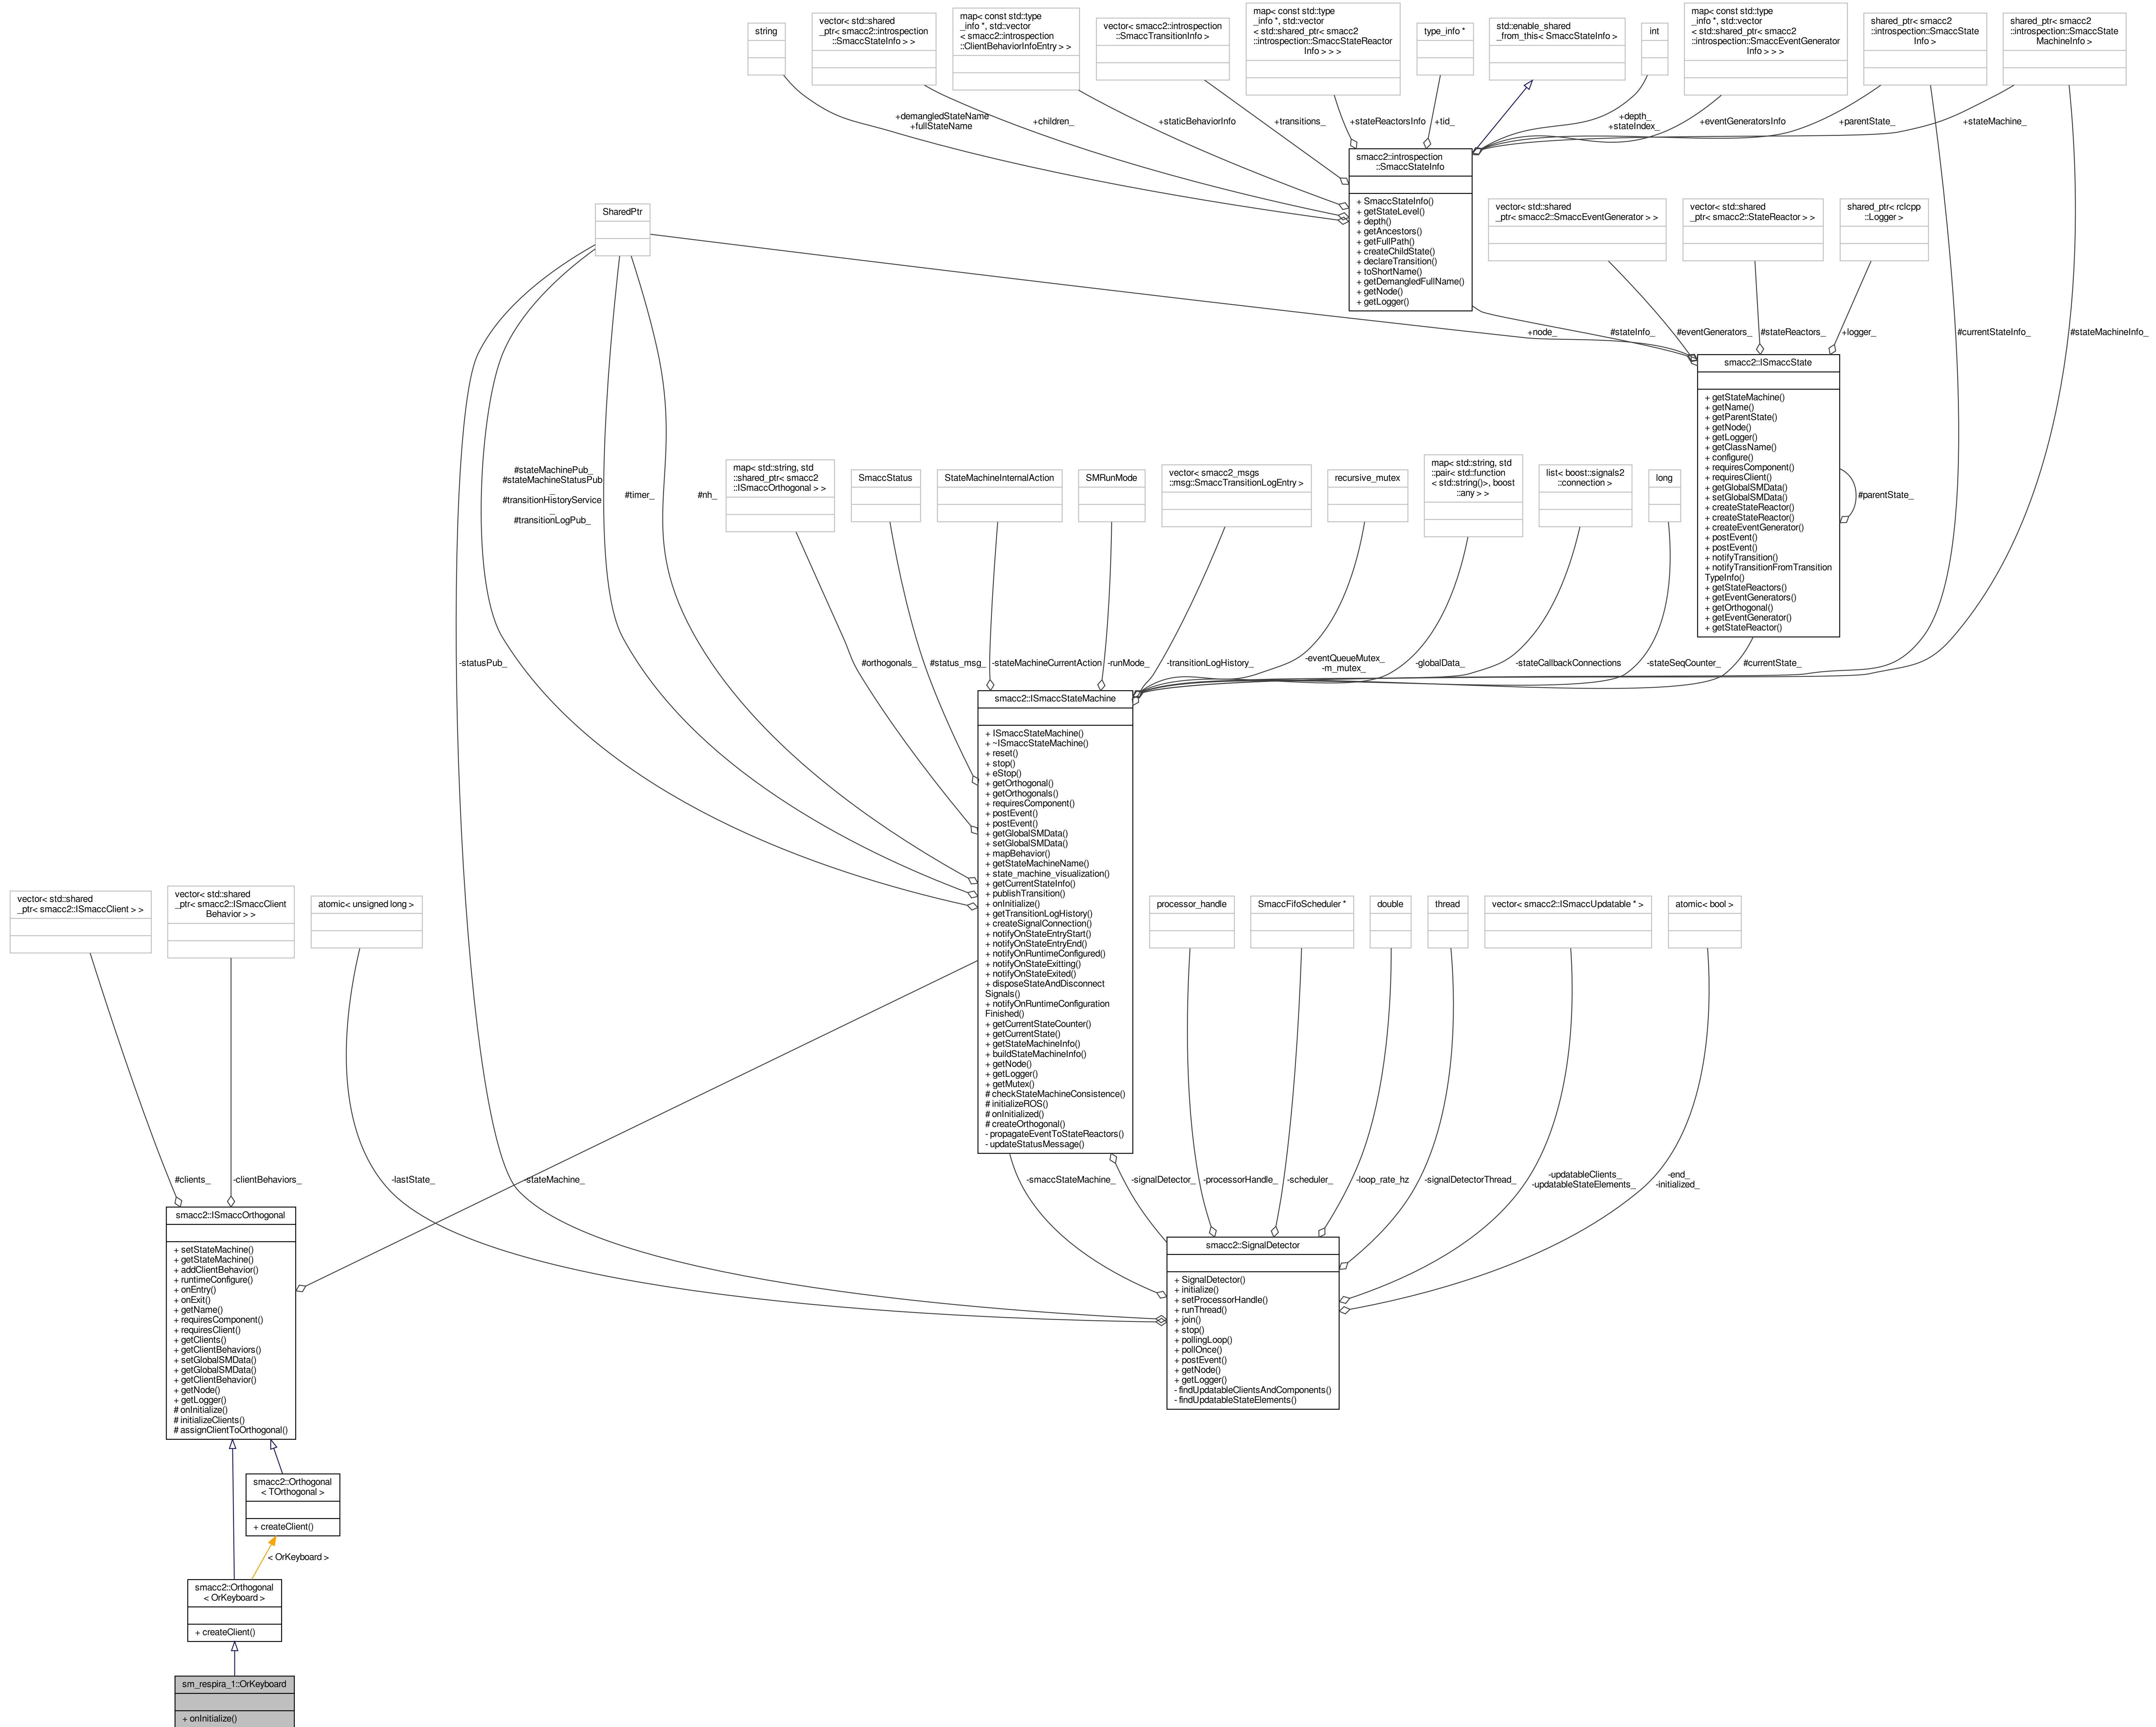 string
vector< std::shared
_ptr< smacc2::introspection
::SmaccStateInfo > >
map< const std::type
_info *, std::vector
< smacc2::introspection
::ClientBehaviorInfoEntry > >
vector< smacc2::introspection
::SmaccTransitionInfo >
map< const std::type
_info *, std::vector
< std::shared_ptr< smacc2
::introspection::SmaccStateReactor
Info > > >
type_info *
std::enable_shared
_from_this< SmaccStateInfo >
int
map< const std::type
_info *, std::vector
< std::shared_ptr< smacc2
::introspection::SmaccEventGenerator
Info > > >
shared_ptr< smacc2
::introspection::SmaccState
Info >
shared_ptr< smacc2
::introspection::SmaccState
MachineInfo >
+demangledStateName
+fullStateName
+children_
+staticBehaviorInfo
+transitions_
+stateReactorsInfo
+tid_
+depth_
+stateIndex_
+eventGeneratorsInfo
+parentState_
+stateMachine_
smacc2::introspection
::SmaccStateInfo
+ SmaccStateInfo()
+ getStateLevel()
+ depth()
+ getAncestors()
+ getFullPath()
+ createChildState()
+ declareTransition()
+ toShortName()
+ getDemangledFullName()
+ getNode()
+ getLogger()
SharedPtr
vector< std::shared
_ptr< smacc2::SmaccEventGenerator > >
vector< std::shared
_ptr< smacc2::StateReactor > >
shared_ptr< rclcpp
::Logger >
+node_
#stateInfo_
#eventGenerators_
#stateReactors_
+logger_
#currentStateInfo_
#stateMachineInfo_
smacc2::ISmaccState
+ getStateMachine()
+ getName()
+ getParentState()
+ getNode()
+ getLogger()
+ getClassName()
+ configure()
+ requiresComponent()
+ requiresClient()
+ getGlobalSMData()
+ setGlobalSMData()
+ createStateReactor()
+ createStateReactor()
+ createEventGenerator()
+ postEvent()
+ postEvent()
+ notifyTransition()
+ notifyTransitionFromTransition
TypeInfo()
+ getStateReactors()
+ getEventGenerators()
+ getOrthogonal()
+ getEventGenerator()
+ getStateReactor()
#parentState_
#stateMachinePub_
#stateMachineStatusPub
_
#transitionHistoryService
_
#transitionLogPub_
#timer_
#nh_
map< std::string, std
::shared_ptr< smacc2
::ISmaccOrthogonal > >
SmaccStatus
StateMachineInternalAction
SMRunMode
vector< smacc2_msgs
::msg::SmaccTransitionLogEntry >
recursive_mutex
map< std::string, std
::pair< std::function
< std::string()>, boost
::any > >
list< boost::signals2
::connection >
long
-statusPub_
#orthogonals_
#status_msg_
-stateMachineCurrentAction
-runMode_
-transitionLogHistory_
-eventQueueMutex_
-m_mutex_
-globalData_
-stateCallbackConnections
-stateSeqCounter_
#currentState_
smacc2::ISmaccStateMachine
+ ISmaccStateMachine()
+ ~ISmaccStateMachine()
+ reset()
+ stop()
+ eStop()
+ getOrthogonal()
+ getOrthogonals()
+ requiresComponent()
+ postEvent()
+ postEvent()
+ getGlobalSMData()
+ setGlobalSMData()
+ mapBehavior()
+ getStateMachineName()
+ state_machine_visualization()
+ getCurrentStateInfo()
+ publishTransition()
+ onInitialize()
+ getTransitionLogHistory()
+ createSignalConnection()
+ notifyOnStateEntryStart()
+ notifyOnStateEntryEnd()
+ notifyOnRuntimeConfigured()
+ notifyOnStateExitting()
+ notifyOnStateExited()
+ disposeStateAndDisconnect
Signals()
+ notifyOnRuntimeConfiguration
Finished()
+ getCurrentStateCounter()
+ getCurrentState()
+ getStateMachineInfo()
+ buildStateMachineInfo()
+ getNode()
+ getLogger()
+ getMutex()
# checkStateMachineConsistence()
# initializeROS()
# onInitialized()
# createOrthogonal()
- propagateEventToStateReactors()
- updateStatusMessage()
vector< std::shared
_ptr< smacc2::ISmaccClient > >
vector< std::shared
_ptr< smacc2::ISmaccClient
Behavior > >
atomic< unsigned long >
processor_handle
SmaccFifoScheduler *
double
thread
vector< smacc2::ISmaccUpdatable * >
atomic< bool >
#clients_
-clientBehaviors_
-lastState_
-stateMachine_
-smaccStateMachine_
-signalDetector_
-processorHandle_
-scheduler_
-loop_rate_hz
-signalDetectorThread_
-updatableClients_
-updatableStateElements_
-end_
-initialized_
smacc2::ISmaccOrthogonal
+ setStateMachine()
+ getStateMachine()
+ addClientBehavior()
+ runtimeConfigure()
+ onEntry()
+ onExit()
+ getName()
+ requiresComponent()
+ requiresClient()
+ getClients()
+ getClientBehaviors()
+ setGlobalSMData()
+ getGlobalSMData()
+ getClientBehavior()
+ getNode()
+ getLogger()
# onInitialize()
# initializeClients()
# assignClientToOrthogonal()
smacc2::SignalDetector
+ SignalDetector()
+ initialize()
+ setProcessorHandle()
+ runThread()
+ join()
+ stop()
+ pollingLoop()
+ pollOnce()
+ postEvent()
+ getNode()
+ getLogger()
- findUpdatableClientsAndComponents()
- findUpdatableStateElements()
smacc2::Orthogonal
< TOrthogonal >
+ createClient()
< OrKeyboard >
smacc2::Orthogonal
< OrKeyboard >
+ createClient()
sm_respira_1::OrKeyboard
+ onInitialize()